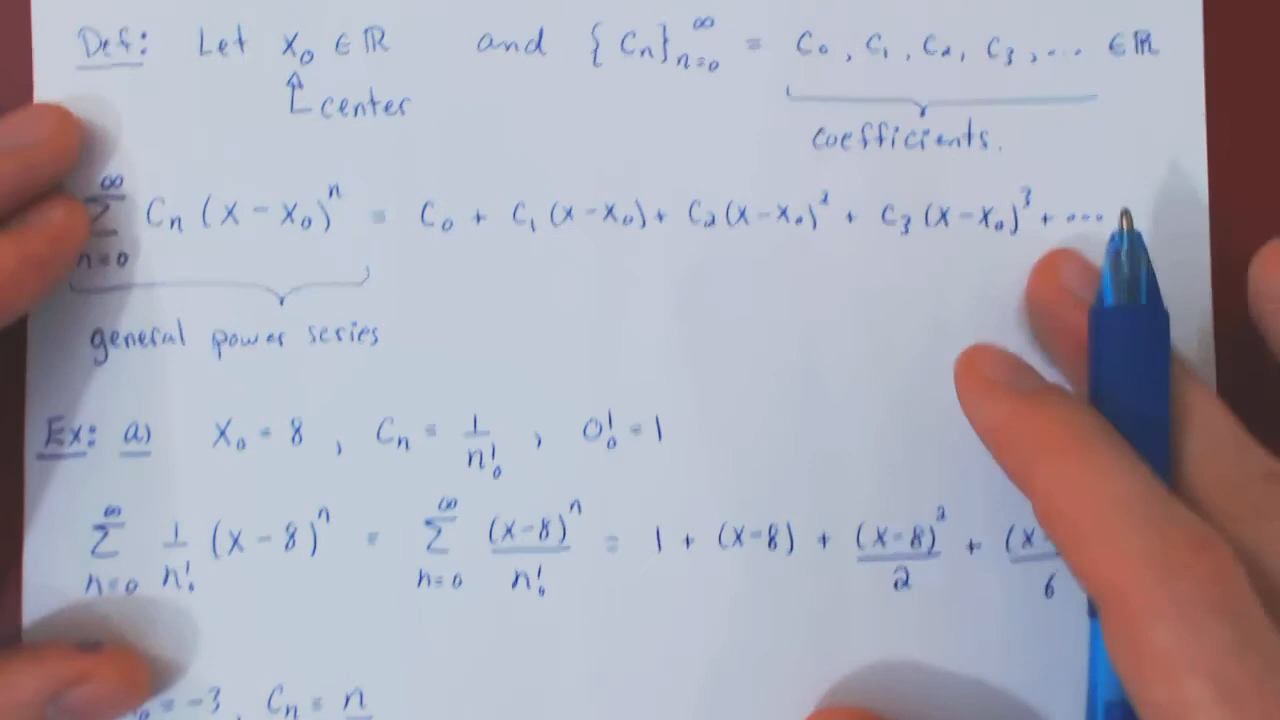 Def: Let x₀ ∈ ℝ and {Cn}_{n=0}^∞ = C₀, C₁, C₂, C₃, ... ∈ ℝ
center
coefficients.
∑_{n=0}^∞ Cn (x-x₀)^n = C₀ + C₁(x-x₀) + C₂(x-x₀)² + C₃(x-x₀)³ + ...
general power series
Ex: a) x₀ = 8, Cn = 1/n!, 0! = 1
∑_{n=0}^∞ 1/n! (x-8)^n = ∑_{n=0}^∞ (x-8)^n/n! = 1 + (x-8) + (x-8)²/2 + (x-/6
= -3, Cn = n